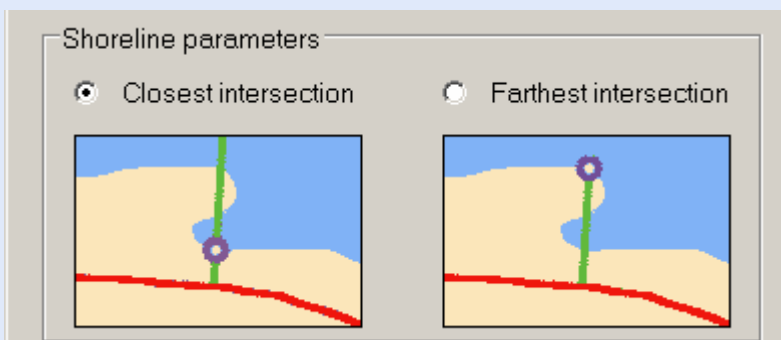 Shoreline parameters
Closest intersection
Farthest intersection